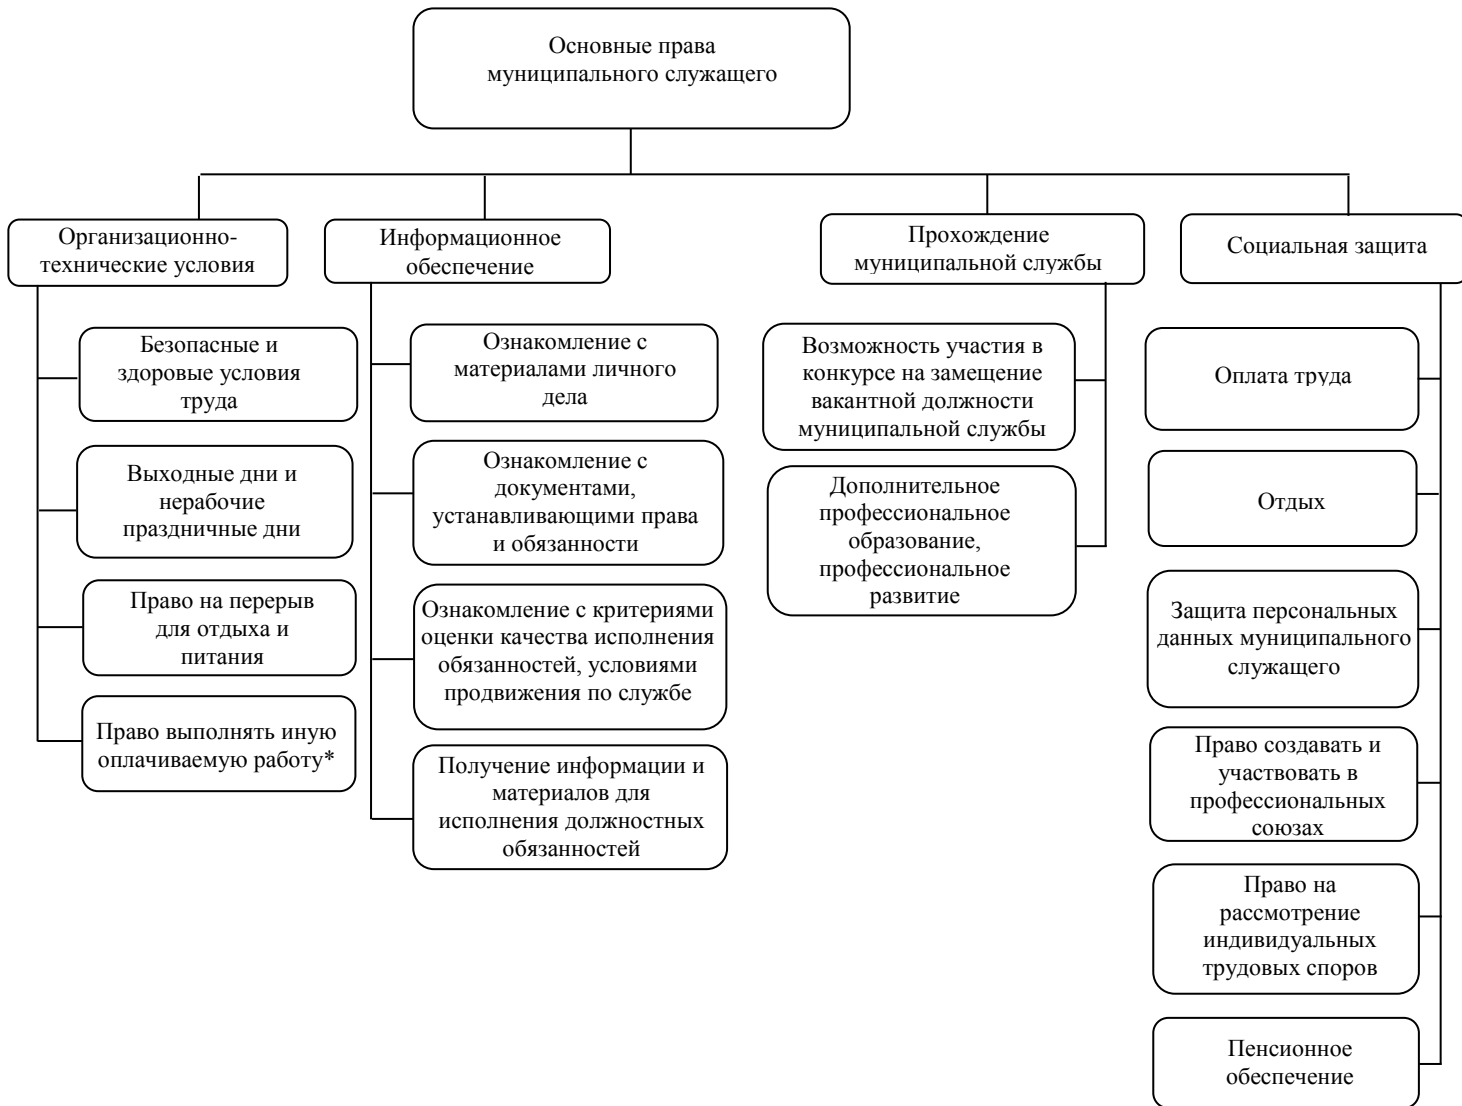 Основные права
муниципального служащего
Организационно-
технические условия
Безопасные и
здоровые условия
труда
Выходные дни и
нерабочие
праздничные дни
Право на перерыв
для отдыха и
питания
Право выполнять иную
оплачиваемую работу*
Информационное
обеспечение
Ознакомление с
материалами личного
дела
Ознакомление с
документами,
устанавливающими права
и обязанности
Ознакомление с критериями
оценки качества исполнения
обязанностей, условиями
продвижения по службе
Получение информации и
материалов для
исполнения должностных
обязанностей
Прохождение
муниципальной службы
Возможность участия в
конкурсе на замещение
вакантной должности
муниципальной службы
Дополнительное
профессиональное
образование,
профессиональное
развитие
Социальная защита
Оплата труда
Отдых
Защита персональных
данных муниципального
служащего
Право создавать и
участвовать в
профессиональных
союзах
Право на
рассмотрение
индивидуальных
трудовых споров
Пенсионное
обеспечение